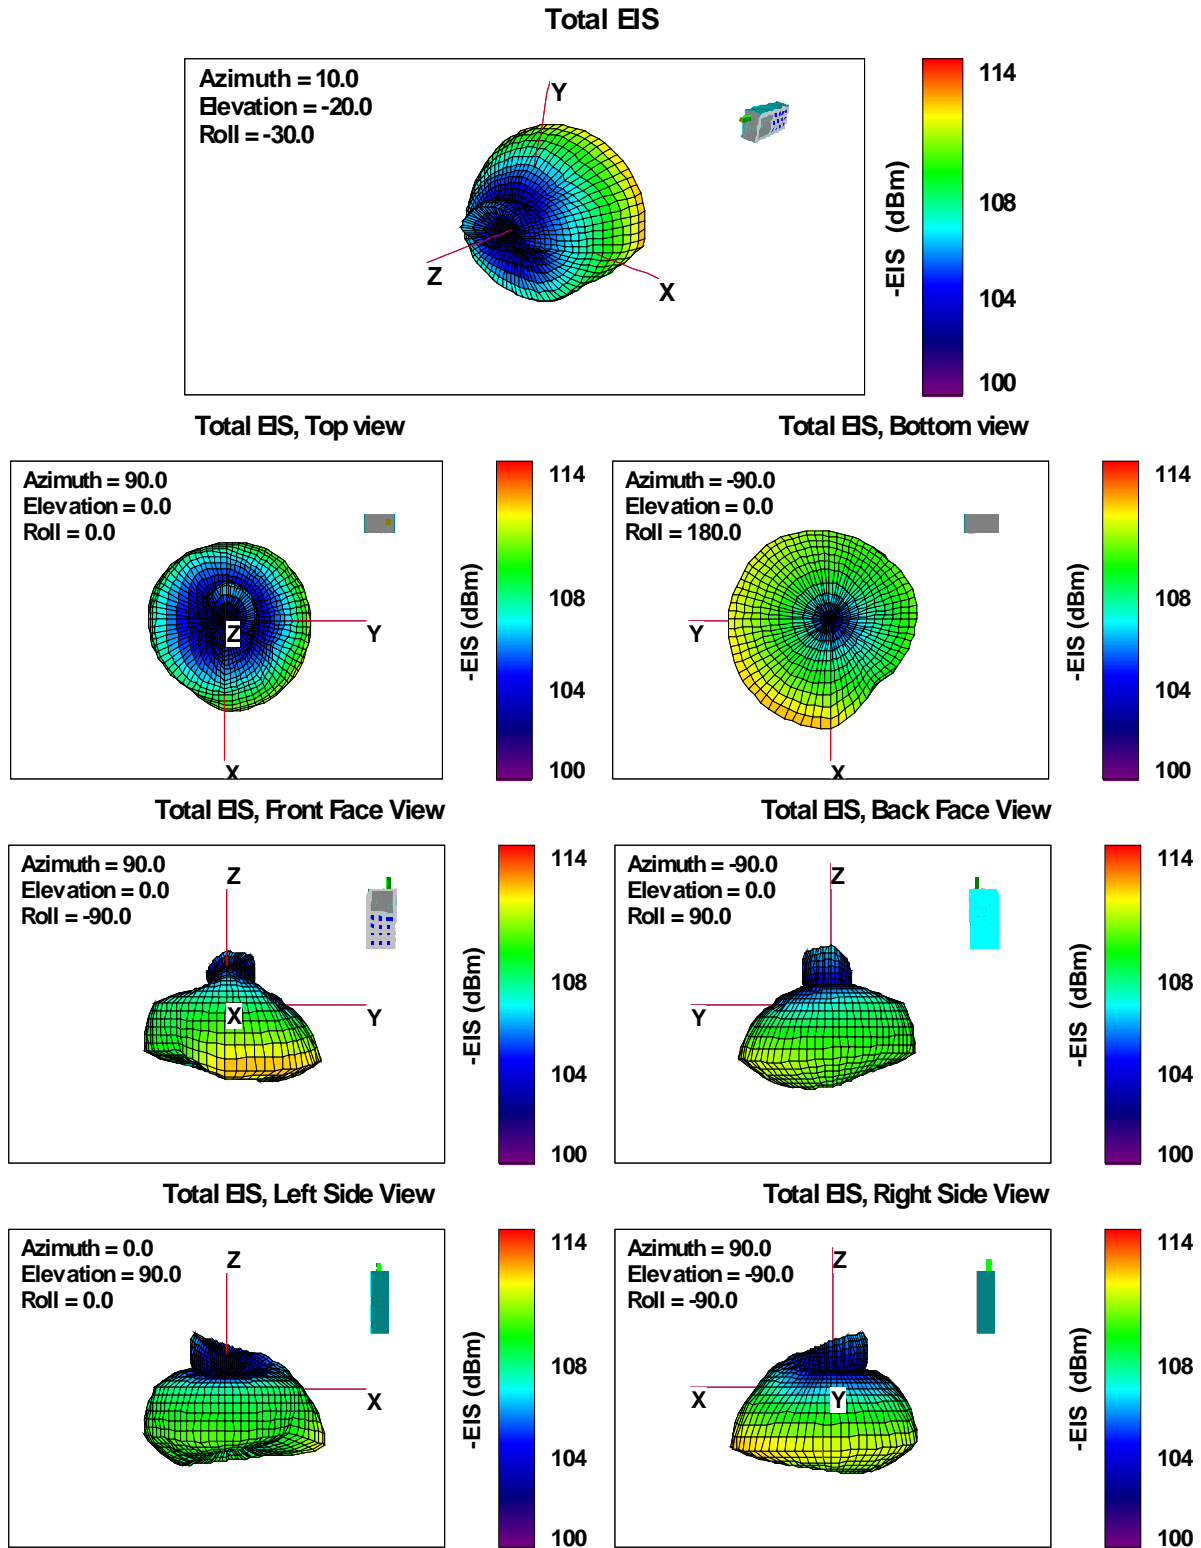 Total EIS
Azimuth = 10.0
Elevation = -20.0
Roll = -30.0
Y
Z
X
114
108
104
100
-EIS (dBm)
Total EIS, Top view
Azimuth = 90.0
Elevation = 0.0
Roll = 0.0
Z
Y
X
114
108
104
100
-EIS (dBm)
Total EIS, Bottom view
Azimuth = -90.0
Elevation = 0.0
Roll = 180.0
Y
X
114
108
104
100
-EIS (dBm)
Total EIS, Front Face View
Azimuth = 90.0
Elevation = 0.0
Roll = -90.0
Z
X
Y
114
108
104
100
-EIS (dBm)
Total EIS, Back Face View
Azimuth = -90.0
Elevation = 0.0
Roll = 90.0
Z
Y
114
108
104
100
-EIS (dBm)
Total EIS, Left Side View
Azimuth = 0.0
Elevation = 90.0
Roll = 0.0
Z
X
114
108
104
100
-EIS (dBm)
Total EIS, Right Side View
Azimuth = 90.0
Elevation = -90.0
Roll = -90.0
Z
X
Y
114
108
104
100
-EIS (dBm)